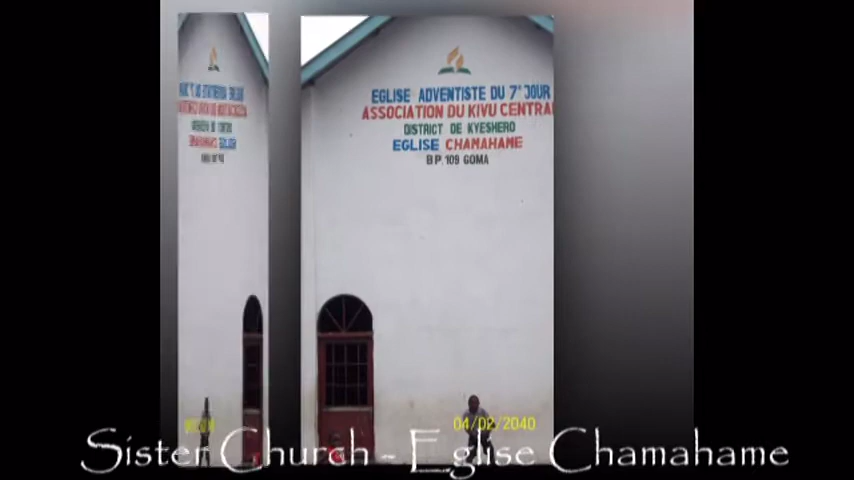 EGLISE ADVENTISTE DU 7e JOUR
ASSOCIATION DU KIVU CENTRAL
DISTRICT DE KYESHERO
EGLISE CHAMAHAME
B.P. 109 GOMA
04/02/2040
Sister Church - Eglise Chamahame